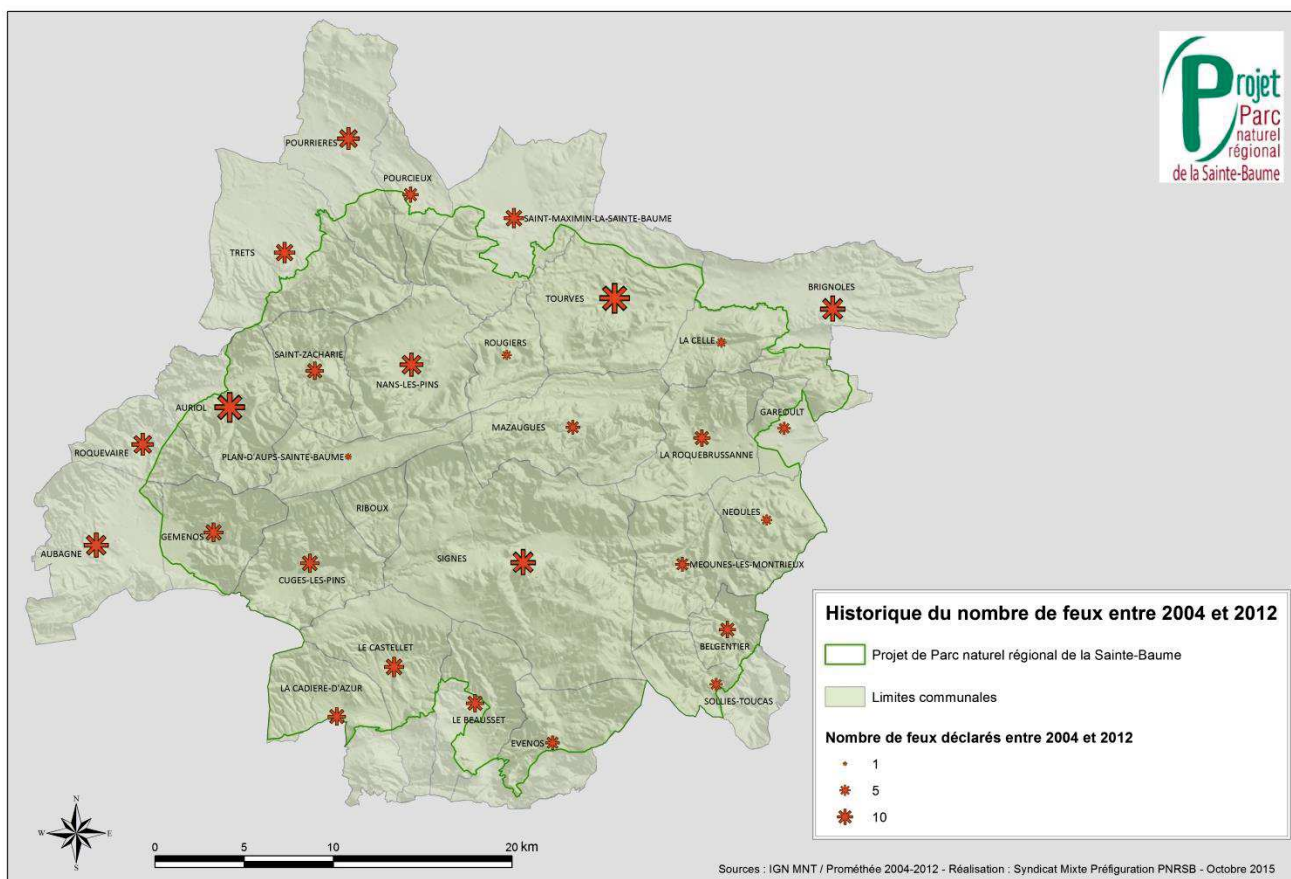 Projet
Parc
naturel
régional
de la Sainte-Baume
POURRIERES
POURCIEUX
SAINT-MAXIMIN-LA-SAINTE-BAUME
TRETS
BRIGNOLES
TOURVES
ROUGIERS
LA CELLE
SAINT-ZACHARIE
NANS-LES-PINS
AURIOL
GAREOULT
MAZAUGUES
ROQUEVAIRE
LA ROQUEBRUSSANNE
PLAN-D'AUPS-SAINTE-BAUME
RIBOUX
NEOULES
GEMENOS
AUBAGNE
SIGNES
MEOUNES-LES-MONTRIEUX
CUGES-LES-PINS
BELGENTIER
LE CASTELLET
LA CADIERE-D'AZUR
SOLLIES-TOUCAS
LE BEAUSSET
EVENOS
Historique du nombre de feux entre 2004 et 2012
Projet de Parc naturel régional de la Sainte-Baume
Limites communales
Nombre de feux déclarés entre 2004 et 2012
1
5
10
N
W E
S
0 5 10 20 km
Sources : IGN MNT / Prométhée 2004-2012 - Réalisation : Syndicat Mixte Préfiguration PNRSB - Octobre 2015